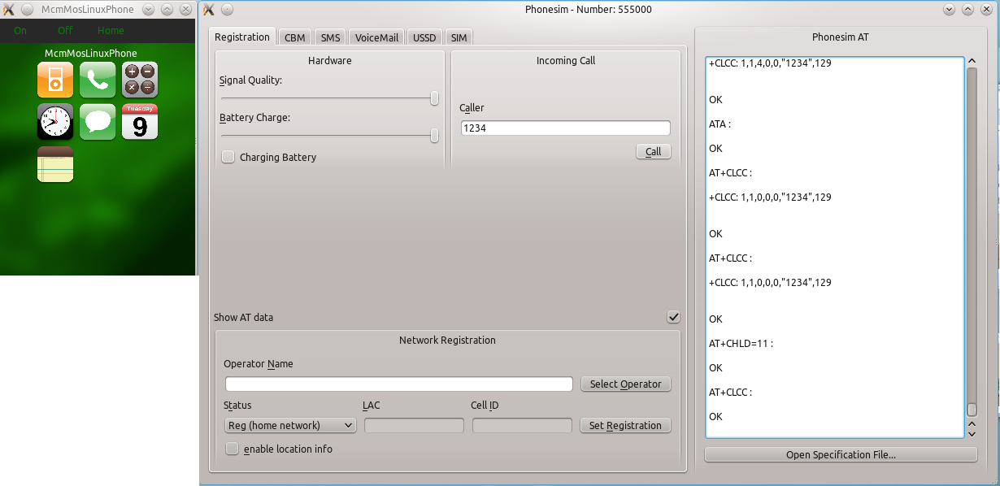 McmMosLinuxPhone
On Off Home
McmMosLinuxPhone
Tuesday
9
Phonesim - Number: 555000
Registration CBM SMS VoiceMail USSD SIM
Hardware
Signal Quality:
Battery Charge:
Charging Battery
Incoming Call
Caller
1234
Call
Show AT data
Network Registration
Operator Name
Select Operator
Status LAC Cell ID
Reg (home network) Set Registration
enable location info
Phonesim AT
+CLCC: 1,1,4,0,0,"1234",129
OK
ATA :
OK
AT+CLCC :
+CLCC: 1,1,0,0,0,"1234",129
OK
AT+CLCC :
+CLCC: 1,1,0,0,0,"1234",129
OK
AT+CHLD=11 :
OK
AT+CLCC :
OK
Open Specification File...